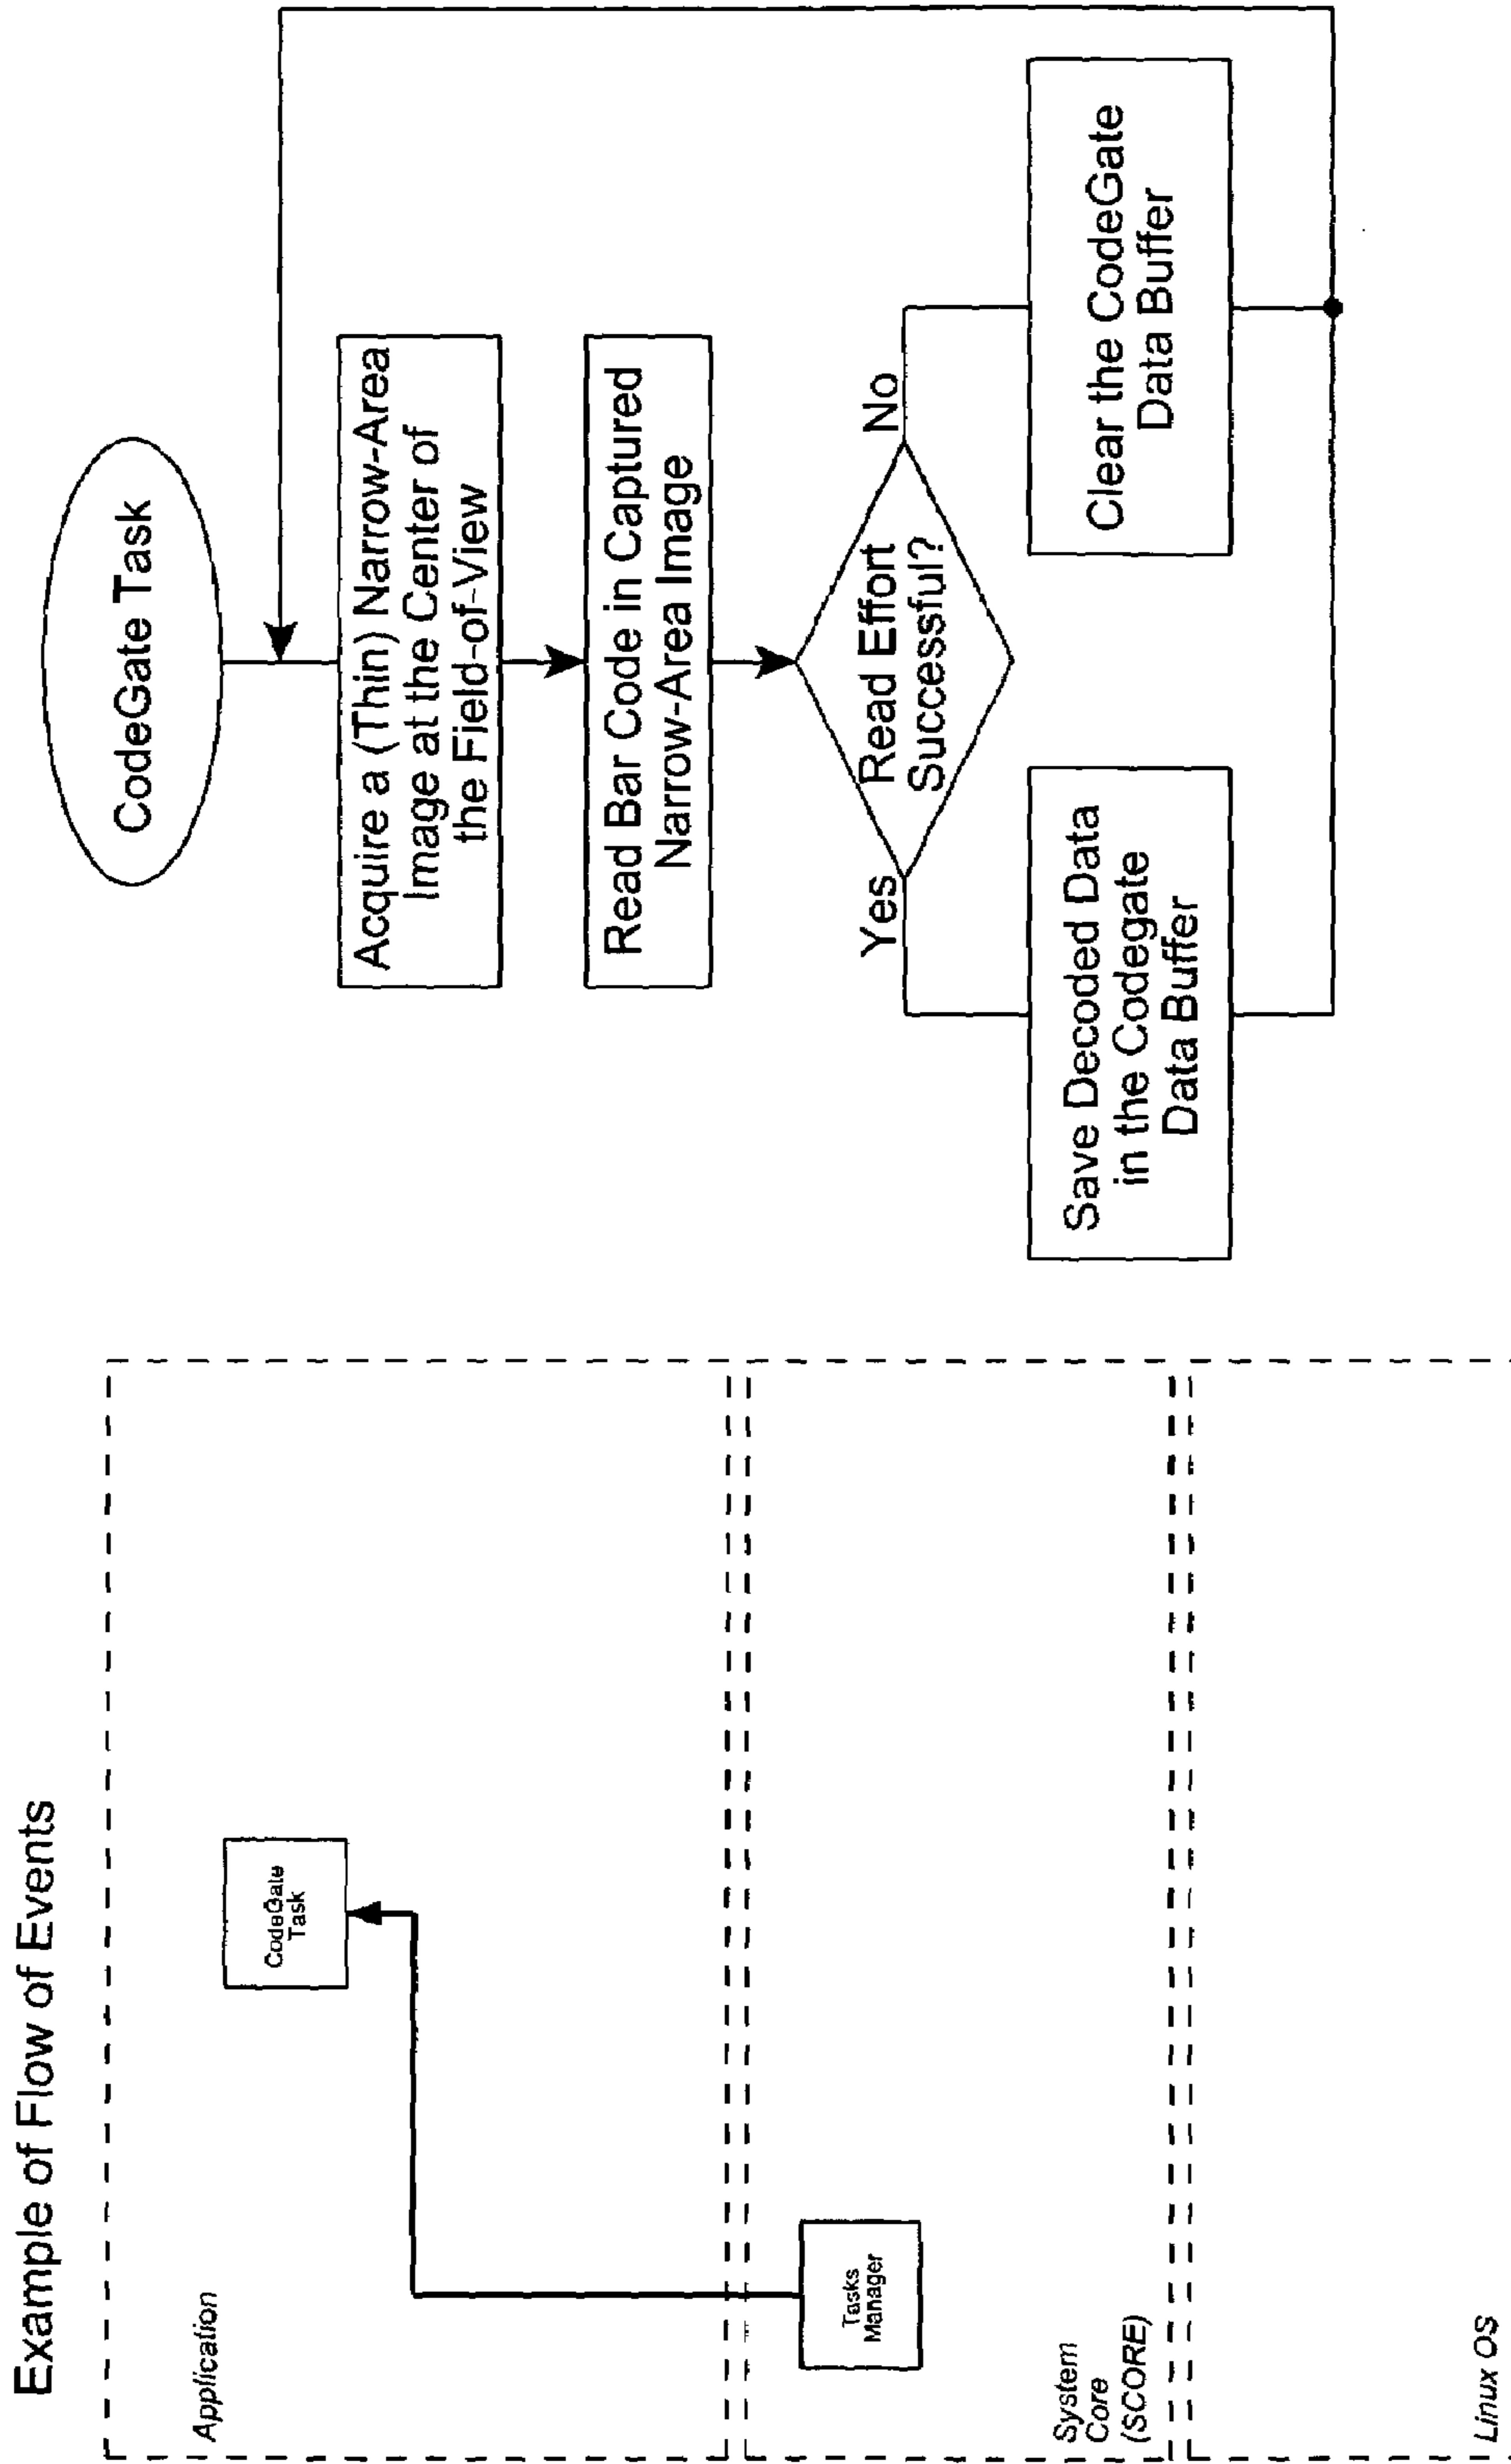 Example of Flow of Events
Application
CodeGate
Task
Tasks
Manager
System
Core
(SCORE)
Linux OS
CodeGate Task
Acquire a (Thin) Narrow-Area
Image at the Center of
the Field-of-View
Read Bar Code in Captured
Narrow-Area Image
Read Effort
Successful?
Yes
No
Save Decoded Data
in the Codegate
Data Buffer
Clear the CodeGate
Data Buffer